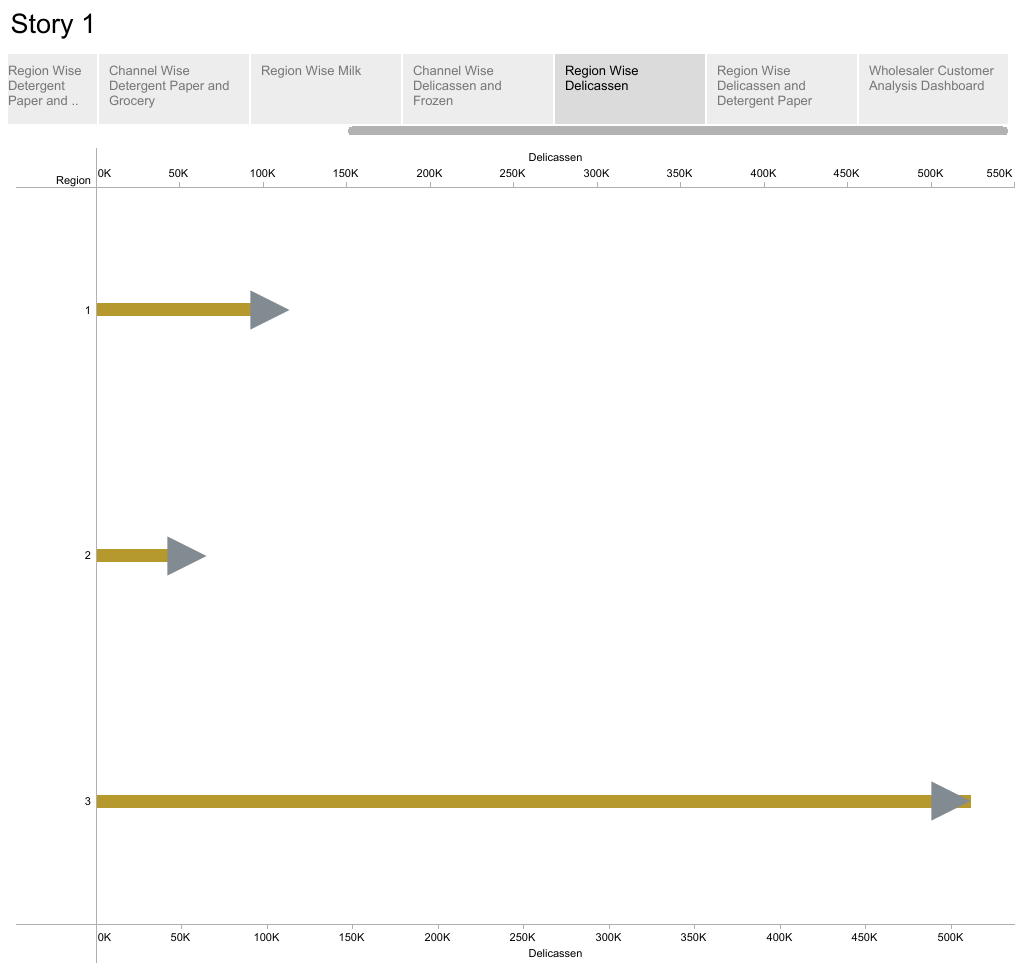 Story 1
Region Wise
Detergent
Paper and ..
Channel Wise
Detergent Paper and
Grocery
Region Wise Milk
Channel Wise
Delicassen and
Frozen
Region Wise
Delicassen
Region Wise
Delicassen and
Detergent Paper
Wholesaler Customer
Analysis Dashboard
Delicassen
Region 0K 50K 100K 150K 200K 250K 300K 350K 400K 450K 500K 550K
1
2
3
0K 50K 100K 150K 200K 250K 300K 350K 400K 450K 500K
Delicassen